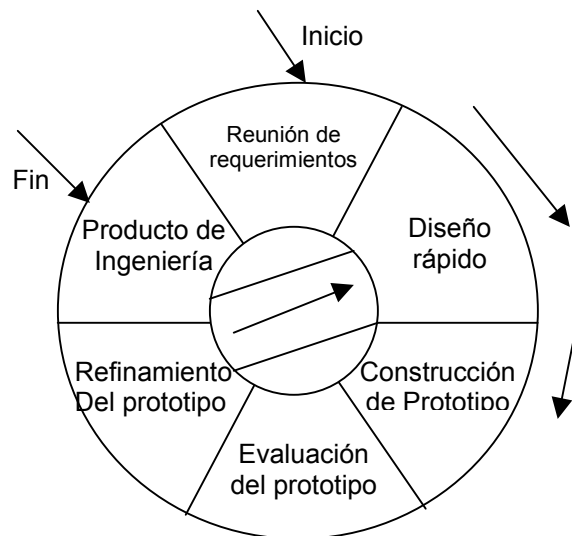 Inicio
Reunión de
requerimientos
Fin
Producto de
Ingeniería
Diseño
rápido
Refinamiento
Del prototipo
Construcción
de Prototipo
Evaluación
del prototipo